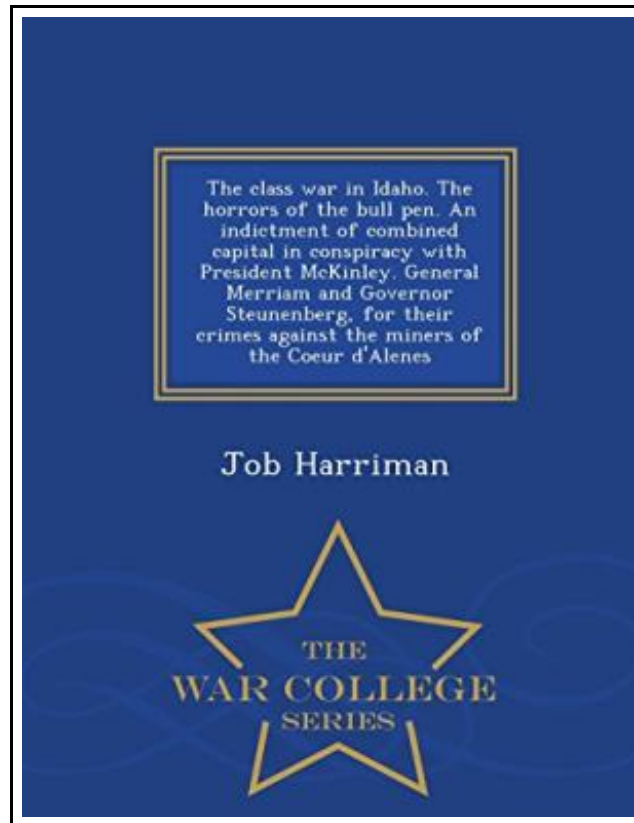 The class war in Idaho. The
horrors of the bull pen. An
indictment of combined
capital in conspiracy with
President McKinley. General
Merriam and Governor
Steunenberg, for their
crimes against the miners of
the Coeur d'Alenes
Job Harriman
THE
WAR COLLEGE
SERIES